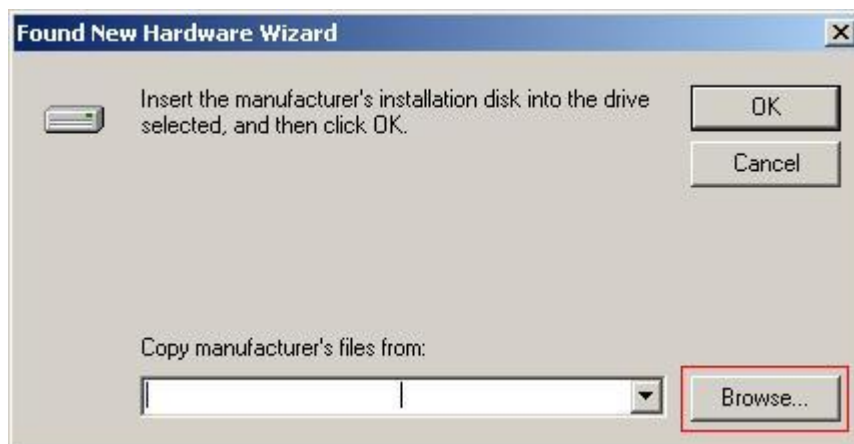 Found New Hardware Wizard
Insert the manufacturer's installation disk into the drive
selected, and then click OK.
OK
Cancel
Copy manufacturer's files from:
Browse...